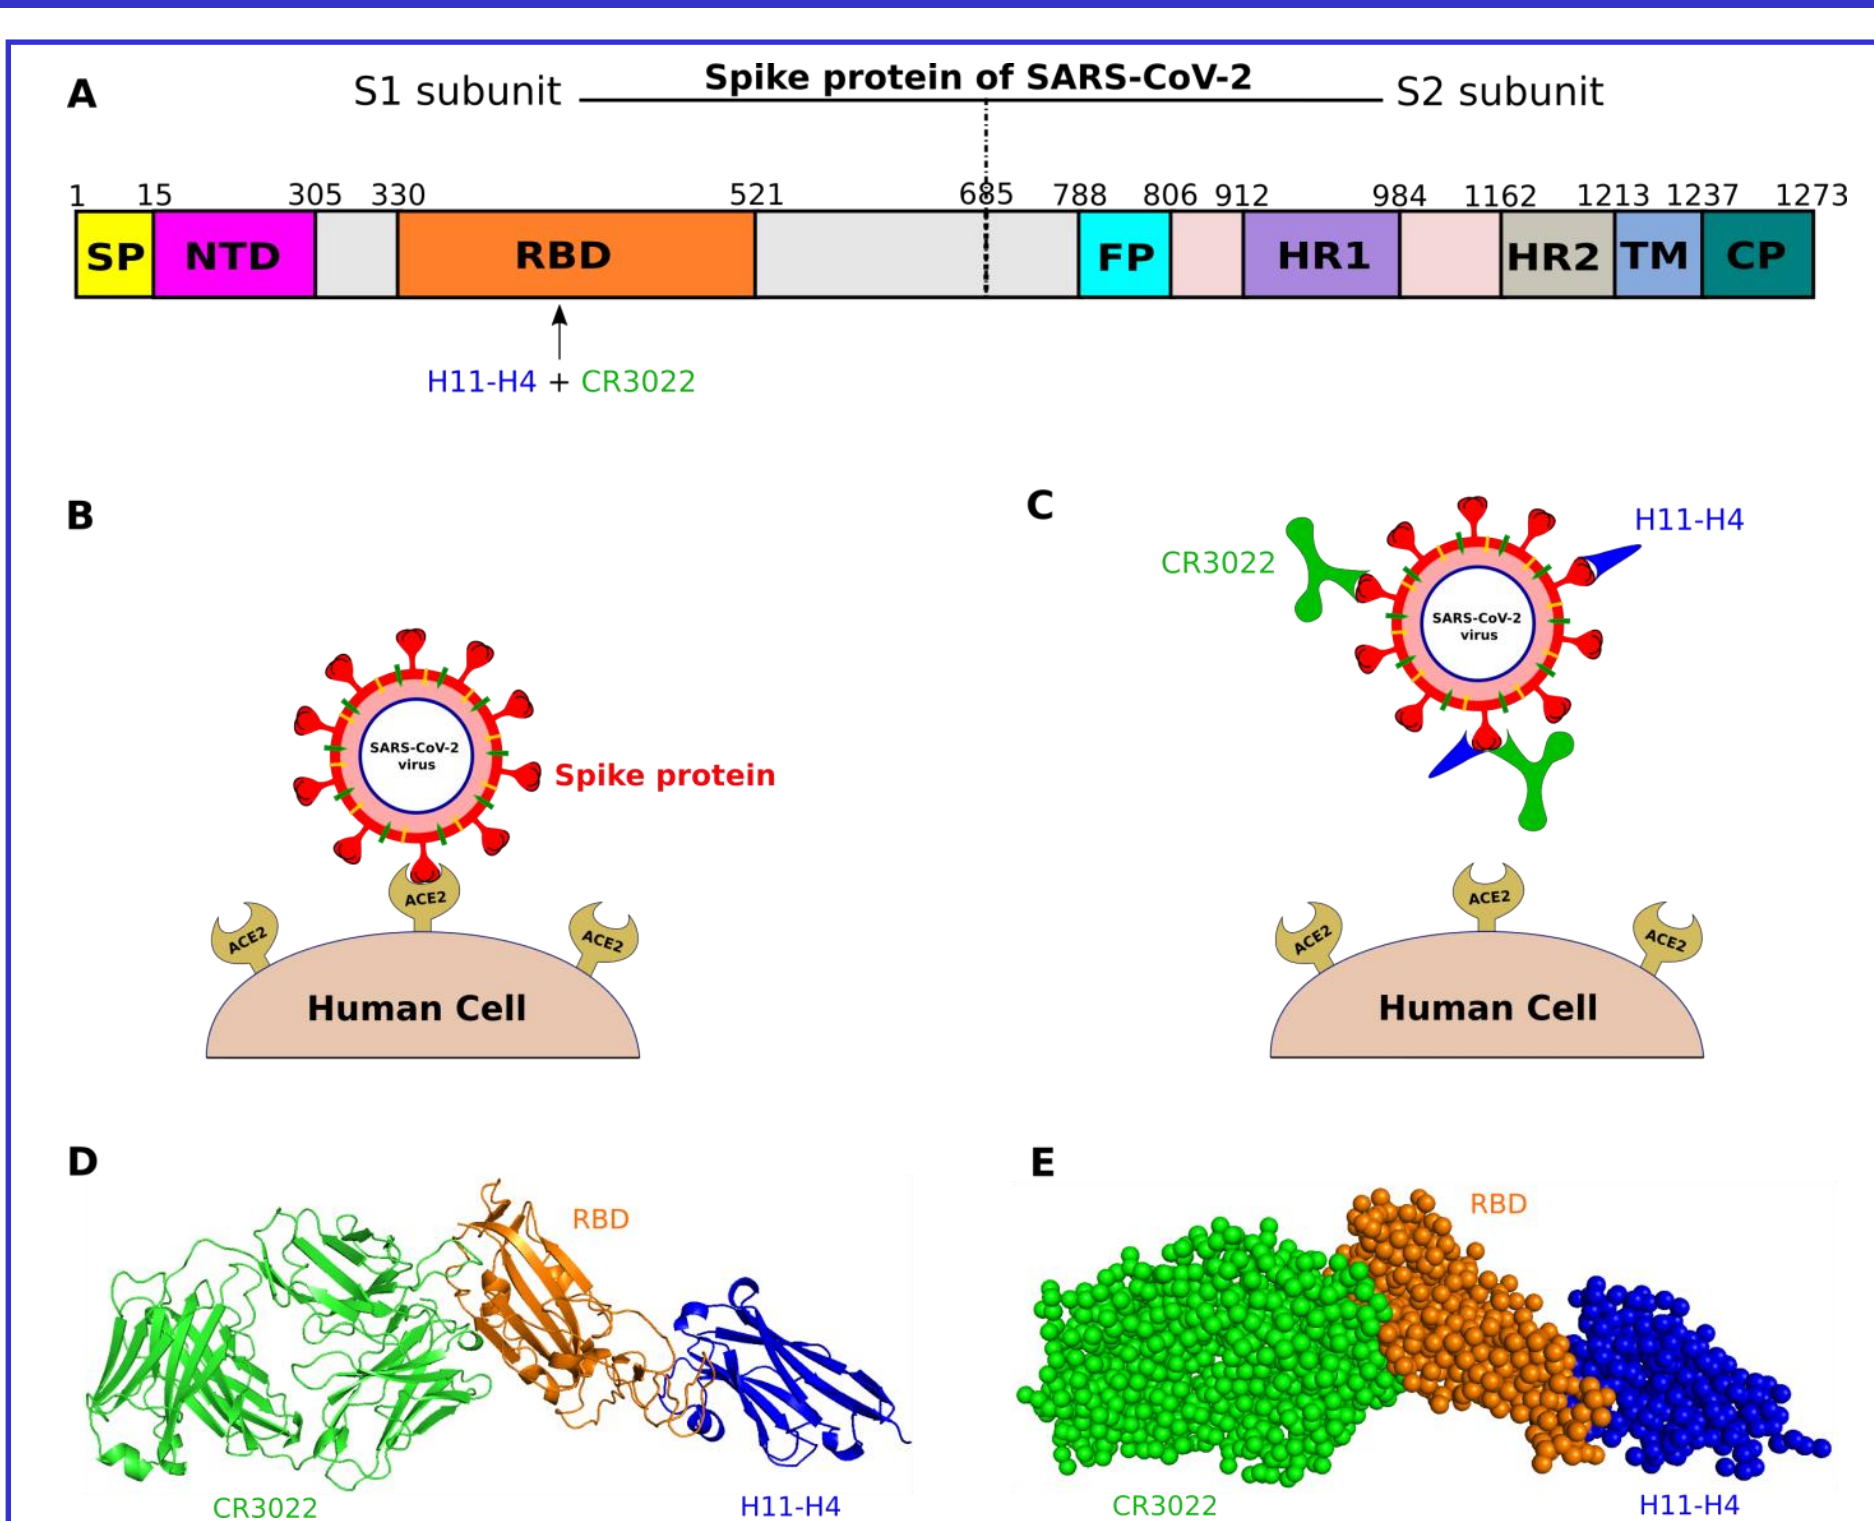 A
S1 subunit
Spike protein of SARS-CoV-2
S2 subunit
1 15 305 330 521 685 788 806 912 984 1162 1213 1237 1273
SP NTD RBD FP HR1 HR2 TM CP
H11-H4 + CR3022
B
SARS-CoV-2
virus
Spike protein
ACE2
ACE2
ACE2
Human Cell
C
CR3022
H11-H4
SARS-CoV-2
virus
ACE2
ACE2
ACE2
Human Cell
D
RBD
CR3022
H11-H4
E
RBD
CR3022
H11-H4